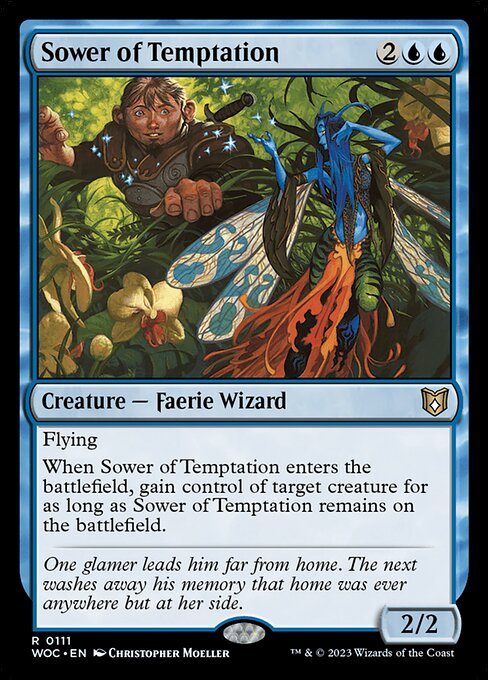 Sower of Temptation 2
Creature — Faerie Wizard
Flying
When Sower of Temptation enters the
battlefield, gain control of target creature for
as long as Sower of Temptation remains on
the battlefield.
One glamer leads him far from home. The next
washes away his memory that home was ever
anywhere but at her side.
2/2
R 0111
WOC • EN Christopher Moeller
™ & © 2023 Wizards of the Coast